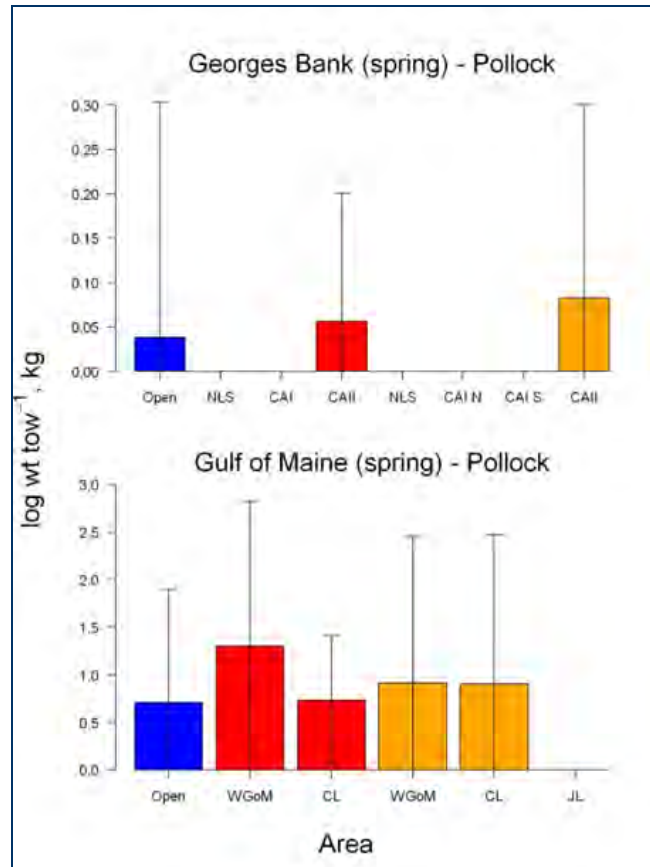 Georges Bank (spring) - Pollock
0.30
0.25
0.20
0.15
0.10
0.05
0.00
Open NLS CAI CAII NLS CAI N CAI S CAII
log wt tow⁻¹, kg
Gulf of Maine (spring) - Pollock
3.0
2.5
2.0
1.5
1.0
0.5
0.0
Open WGoM CL WGoM CL JL
Area